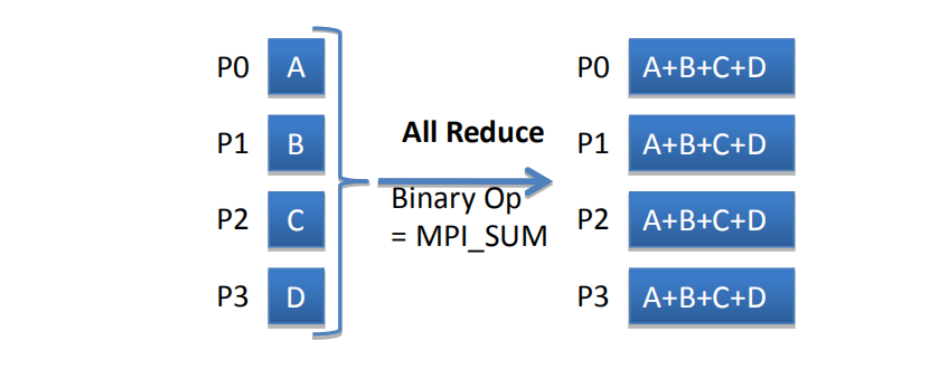 P0 A
P1 B
P2 C
P3 D
All Reduce
Binary Op
= MPI_SUM
P0 A+B+C+D
P1 A+B+C+D
P2 A+B+C+D
P3 A+B+C+D